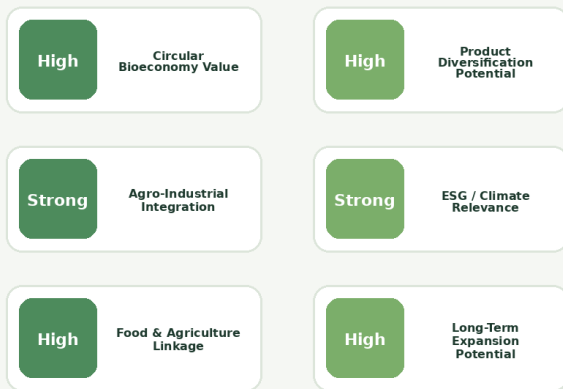 High
Circular
Bioeconomy Value
High
Product
Diversification
Potential
Strong
Agro-Industrial
Integration
Strong
ESG / Climate
Relevance
High
Food & Agriculture
Linkage
High
Long-Term
Expansion
Potential